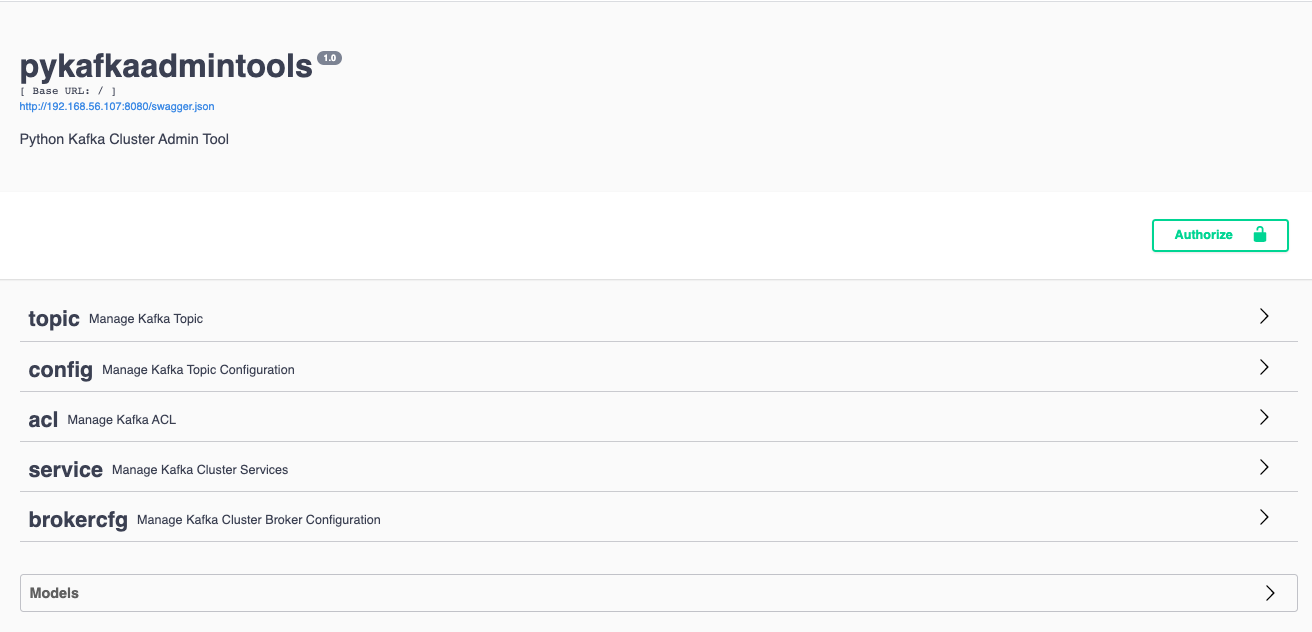 pykafkaadmintools 1.0
[ Base URL: / ]
http://192.168.56.107:8080/swagger.json
Python Kafka Cluster Admin Tool
Authorize
topic Manage Kafka Topic
config Manage Kafka Topic Configuration
acl Manage Kafka ACL
service Manage Kafka Cluster Services
brokercfg Manage Kafka Cluster Broker Configuration
Models